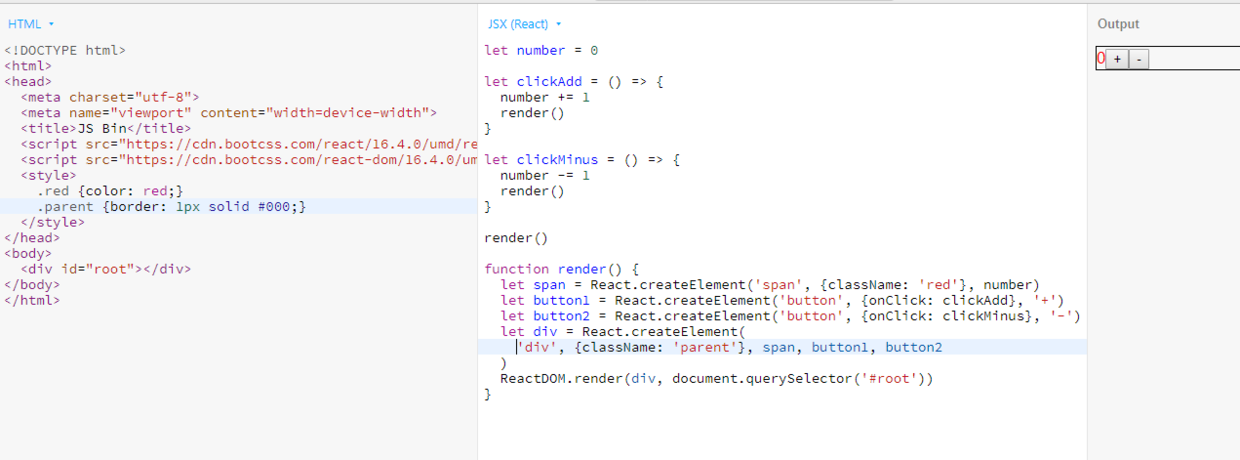 HTML
<!DOCTYPE html>
<html>
<head>
<meta charset="utf-8">
<meta name="viewport" content="width=device-width">
<title>JS Bin</title>
<script src="https://cdn.bootcss.com/react/16.4.0/umd/re
<script src="https://cdn.bootcss.com/react-dom/16.4.0/um
<style>
.red {color: red;}
.parent {border: 1px solid #000;}
</style>
</head>
<body>
<div id="root"></div>
</body>
</html>
JSX (React)
let number = 0
let clickAdd = () => {
number += 1
render()
}
let clickMinus = () => {
number -= 1
render()
}
render()
function render() {
let span = React.createElement('span', {className: 'red'}, number)
let button1 = React.createElement('button', {onClick: clickAdd}, '+')
let button2 = React.createElement('button', {onClick: clickMinus}, '-')
let div = React.createElement(
'div', {className: 'parent'}, span, button1, button2
)
ReactDOM.render(div, document.querySelector('#root'))
}
Output
0 + -